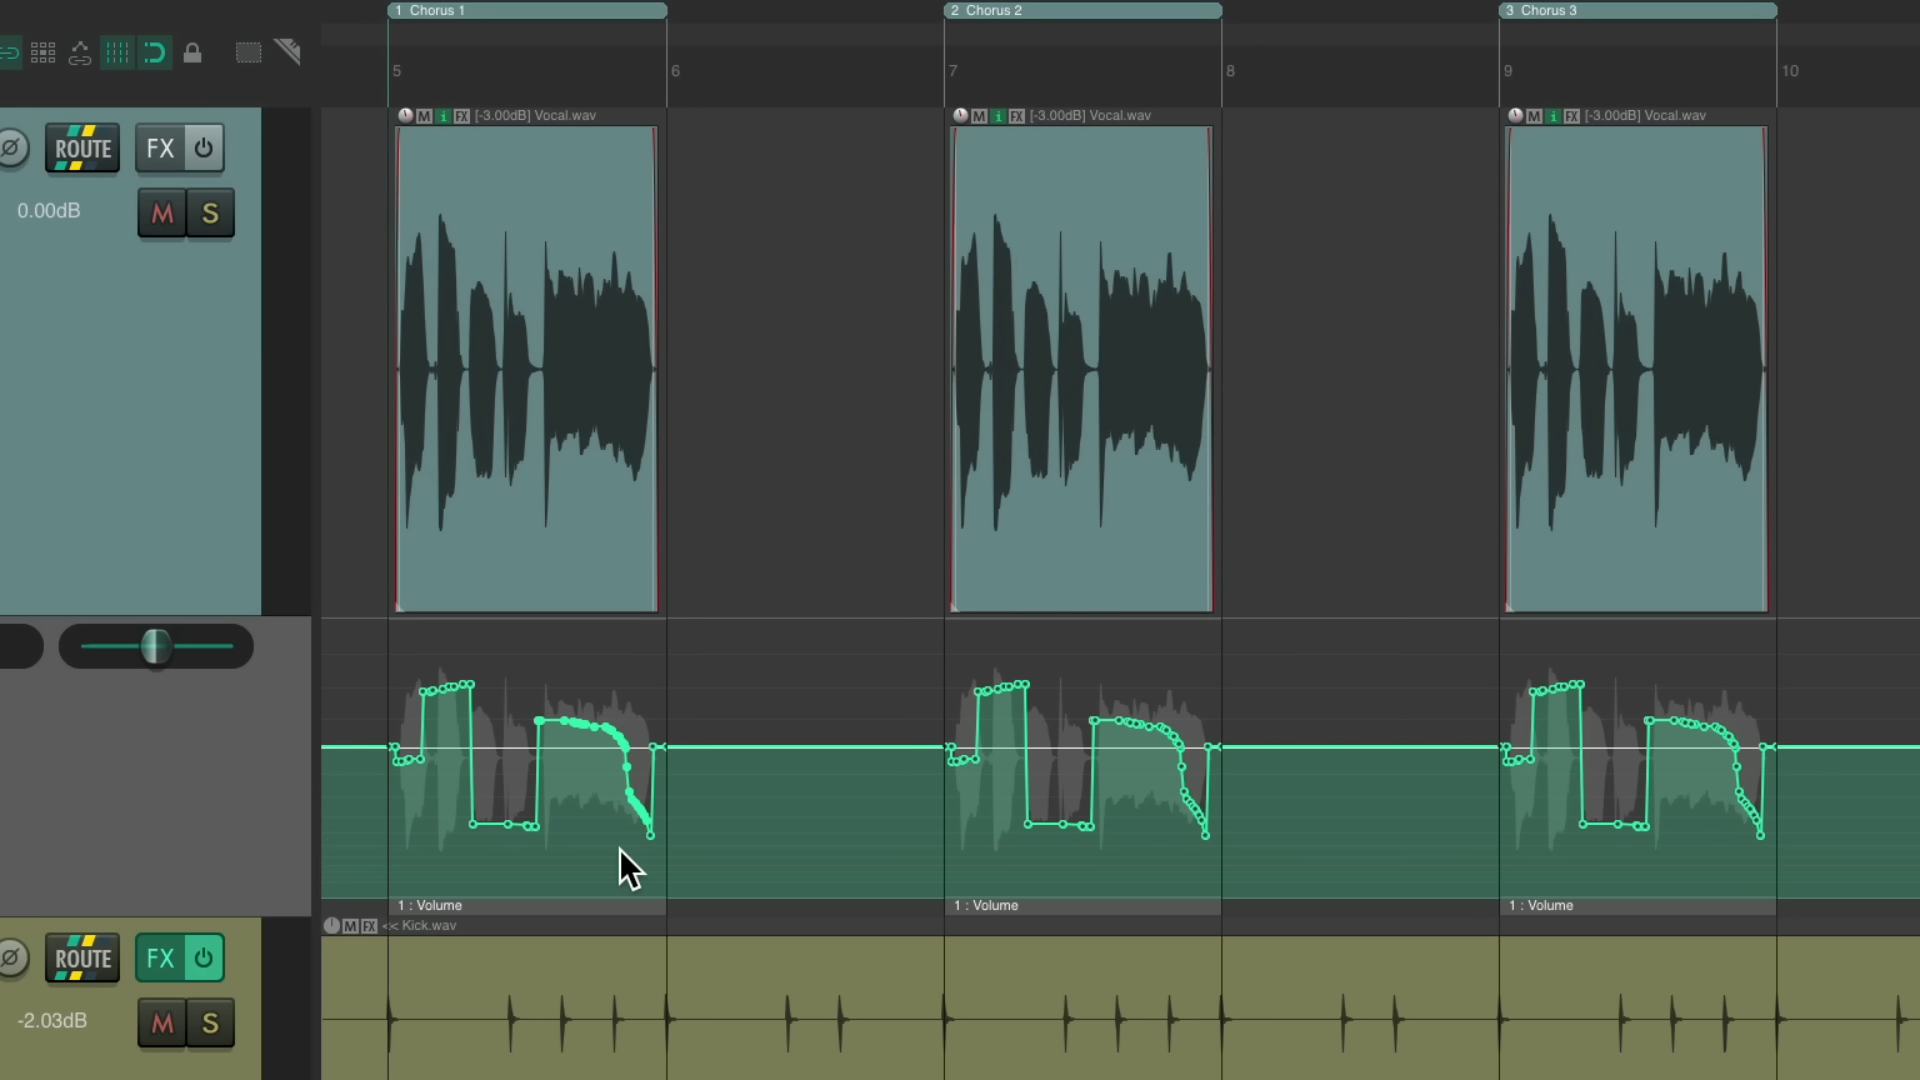 1 Chorus 1
2 Chorus 2
3 Chorus 3
5
6
7
8
9
10
M i FX [-3.00dB] Vocal.wav
M i FX [-3.00dB] Vocal.wav
M i FX [-3.00dB] Vocal.wav
ROUTE
FX
0.00dB
M
S
1 : Volume
1 : Volume
1 : Volume
M FX << Kick.wav
ROUTE
FX
-2.03dB
M
S